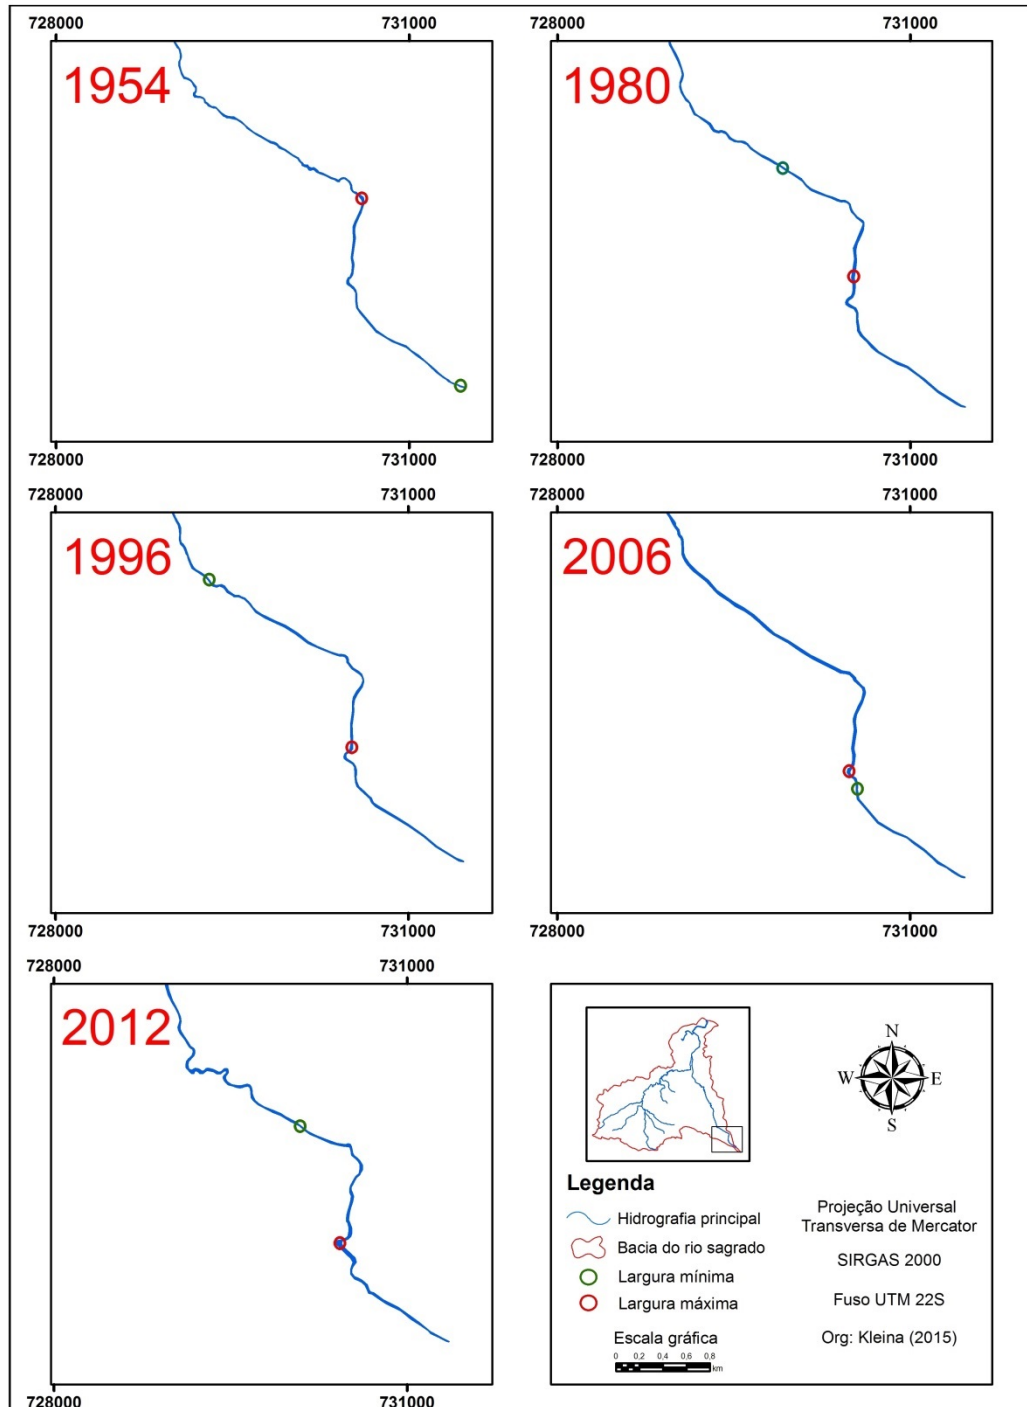 728000 731000
728000 731000
1954
1980
728000 731000
728000 731000
728000 731000
728000 731000
1996
2006
728000 731000
728000 731000
728000 731000
2012
728000 731000
N
W E
S
Legenda
Hidrografia principal
Bacia do rio sagrado
Largura mínima
Largura máxima
Escala gráfica
0 0,2 0,4 0,6 0,8
km
Projeção Universal
Transversa de Mercator
SIRGAS 2000
Fuso UTM 22S
Org: Kleina (2015)